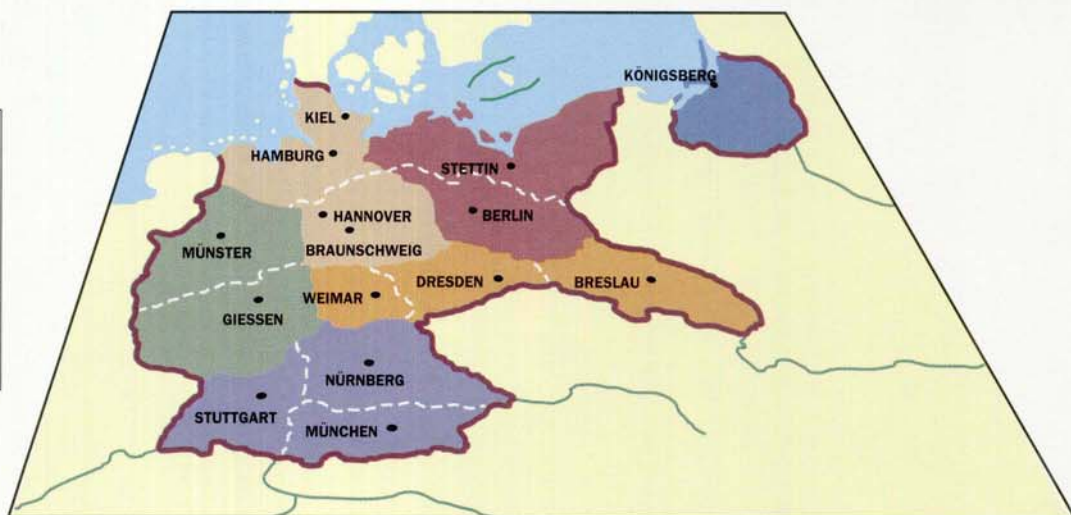 KÖNIGSBERG
KIEL
HAMBURG
STETTIN
HANNOVER
BERLIN
MÜNSTER
BRAUNSCHWEIG
DRESDEN
BRESLAU
WEIMAR
GIESSEN
NÜRNBERG
STUTTGART
MÜNCHEN